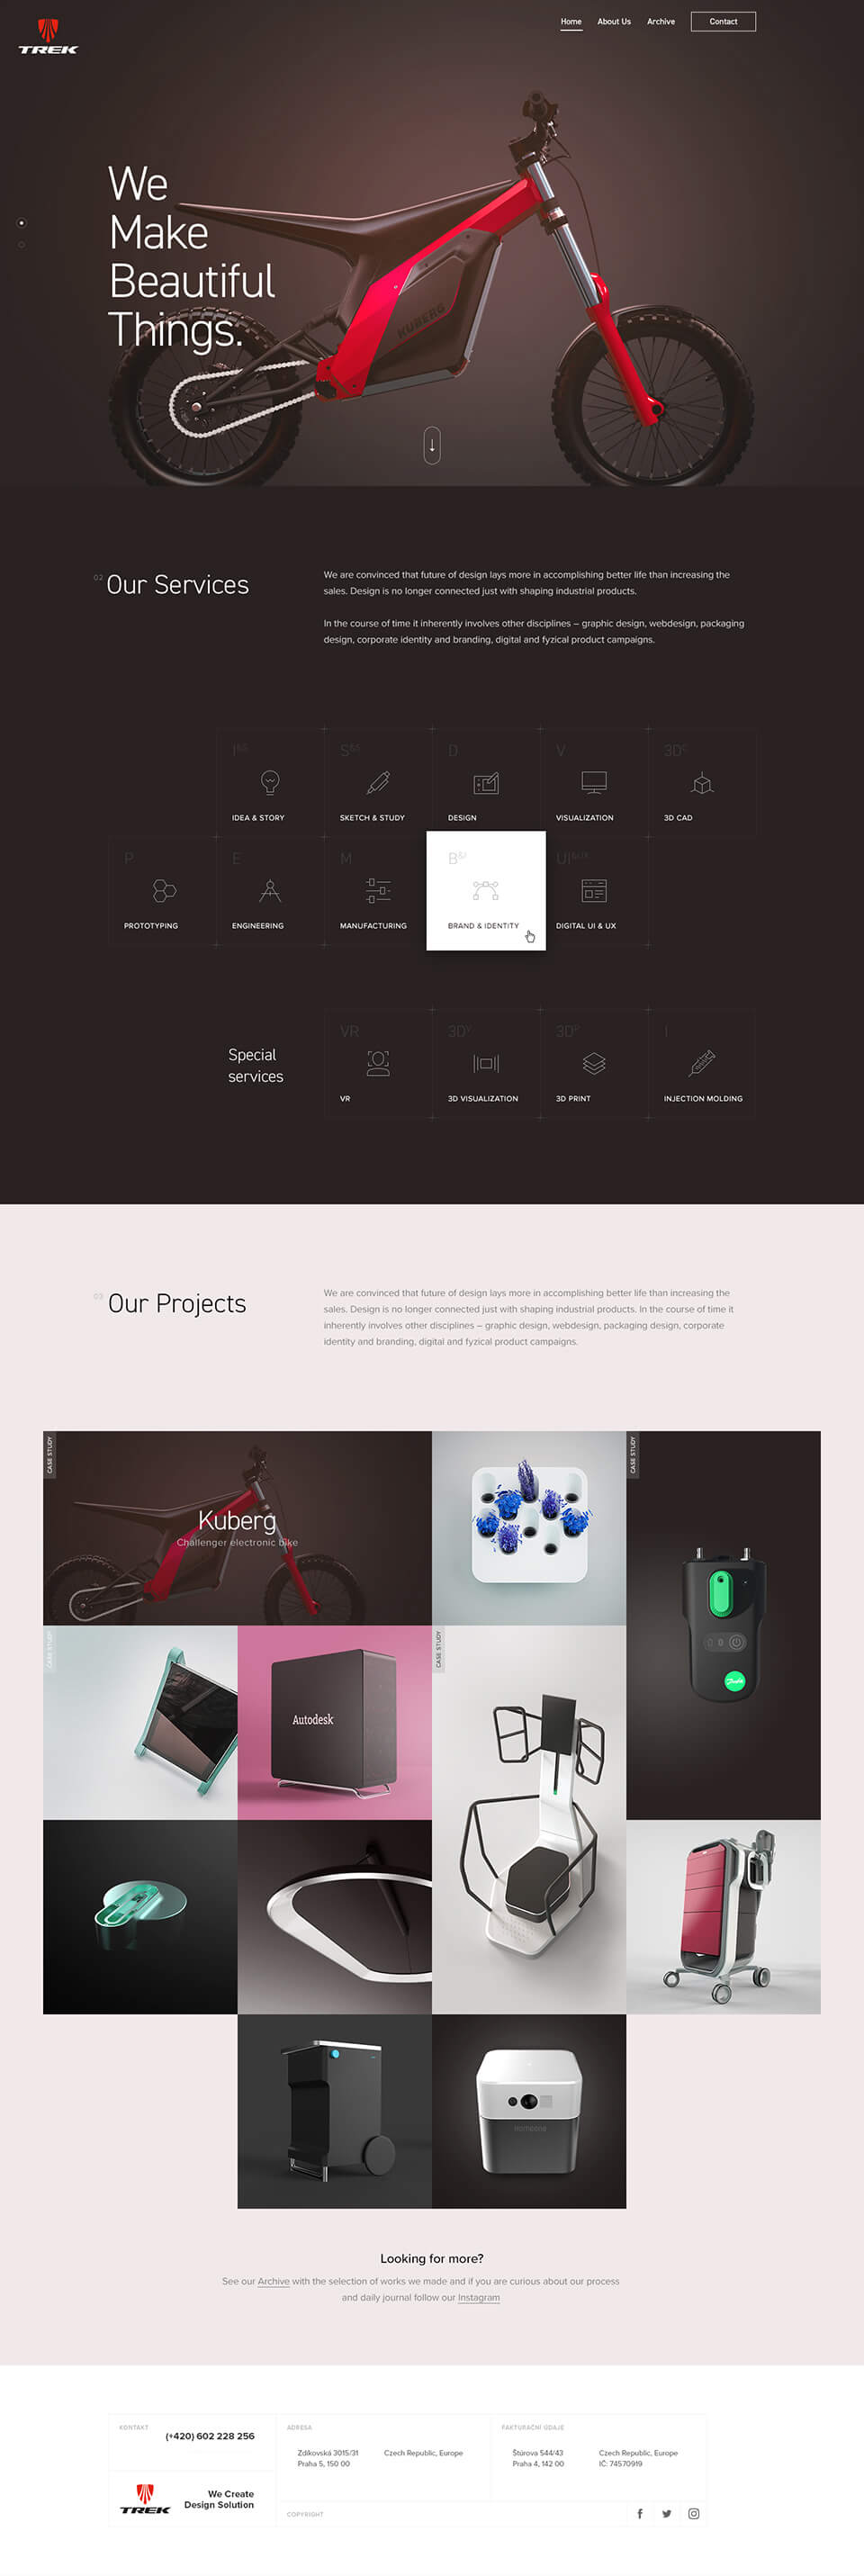 TREK
Home
About Us
Archive
Contact
We
Make
Beautiful
Things.
KUBERG
02 Our Services
We are convinced that future of design lays more in accomplishing better life than increasing the
sales. Design is no longer connected just with shaping industrial products.
In the course of time it inherently involves other disciplines – graphic design, webdesign, packaging
design, corporate identity and branding, digital and fyzical product campaigns.
I&S
IDEA & STORY
S&S
SKETCH & STUDY
D
DESIGN
V
VISUALIZATION
3DC
3D CAD
P
PROTOTYPING
E
ENGINEERING
M
MANUFACTURING
B&I
BRAND & IDENTITY
UI&UX
DIGITAL UI & UX
Special
services
VR
VR
3DV
3D VISUALIZATION
3DP
3D PRINT
I
INJECTION MOLDING
03 Our Projects
We are convinced that future of design lays more in accomplishing better life than increasing the
sales. Design is no longer connected just with shaping industrial products. In the course of time it
inherently involves other disciplines – graphic design, webdesign, packaging design, corporate
identity and branding, digital and fyzical product campaigns.
CASE STUDY
Kuberg
Challenger electronic bike
CASE STUDY
Danfoss
CASE STUDY
Autodesk
CASE STUDY
Looking for more?
See our Archive with the selection of works we made and if you are curious about our process
and daily journal follow our Instagram
KONTAKT
(+420) 602 228 256
ADRESA
Zdíkovská 3015/31
Praha 5, 150 00
Czech Republic, Europe
FAKTURAČNÍ ÚDAJE
Štúrova 544/43
Praha 4, 142 00
Czech Republic, Europe
IČ: 74570919
TREK
We Create
Design Solution
COPYRIGHT